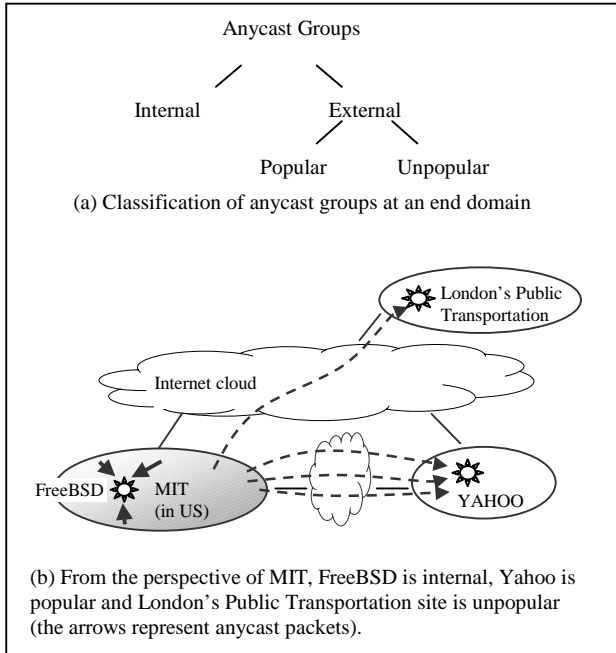 Anycast Groups
Internal
External
Popular
Unpopular
(a) Classification of anycast groups at an end domain
London's Public
Transportation
Internet cloud
FreeBSD
MIT
(in US)
YAHOO
(b) From the perspective of MIT, FreeBSD is internal, Yahoo is
popular and London's Public Transportation site is unpopular
(the arrows represent anycast packets).